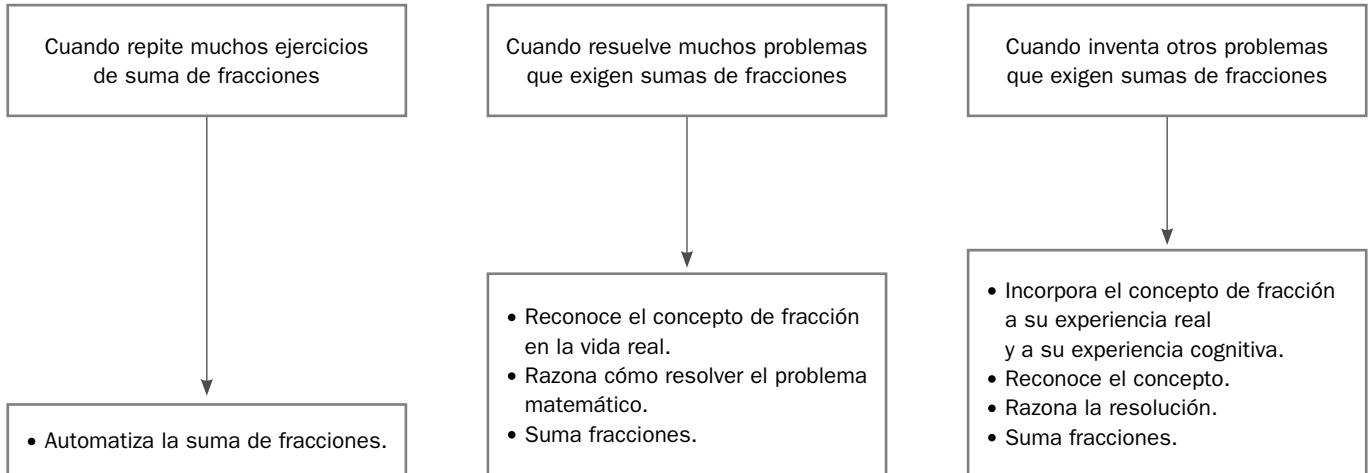 Cuando repite muchos ejercicios
de suma de fracciones
Cuando resuelve muchos problemas
que exigen sumas de fracciones
Cuando inventa otros problemas
que exigen sumas de fracciones
• Automatiza la suma de fracciones.
• Reconoce el concepto de fracción
en la vida real.
• Razona cómo resolver el problema
matemático.
• Suma fracciones.
• Incorpora el concepto de fracción
a su experiencia real
y a su experiencia cognitiva.
• Reconoce el concepto.
• Razona la resolución.
• Suma fracciones.